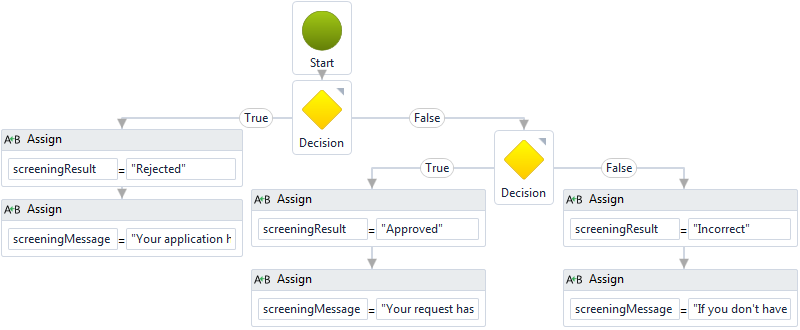 Start
Decision
True
False
A+B Assign
screeningResult = "Rejected"
A+B Assign
screeningMessage = "Your application h
Decision
True
False
A+B Assign
screeningResult = "Approved"
A+B Assign
screeningMessage = "Your request has
A+B Assign
screeningResult = "Incorrect"
A+B Assign
screeningMessage = "If you don't have